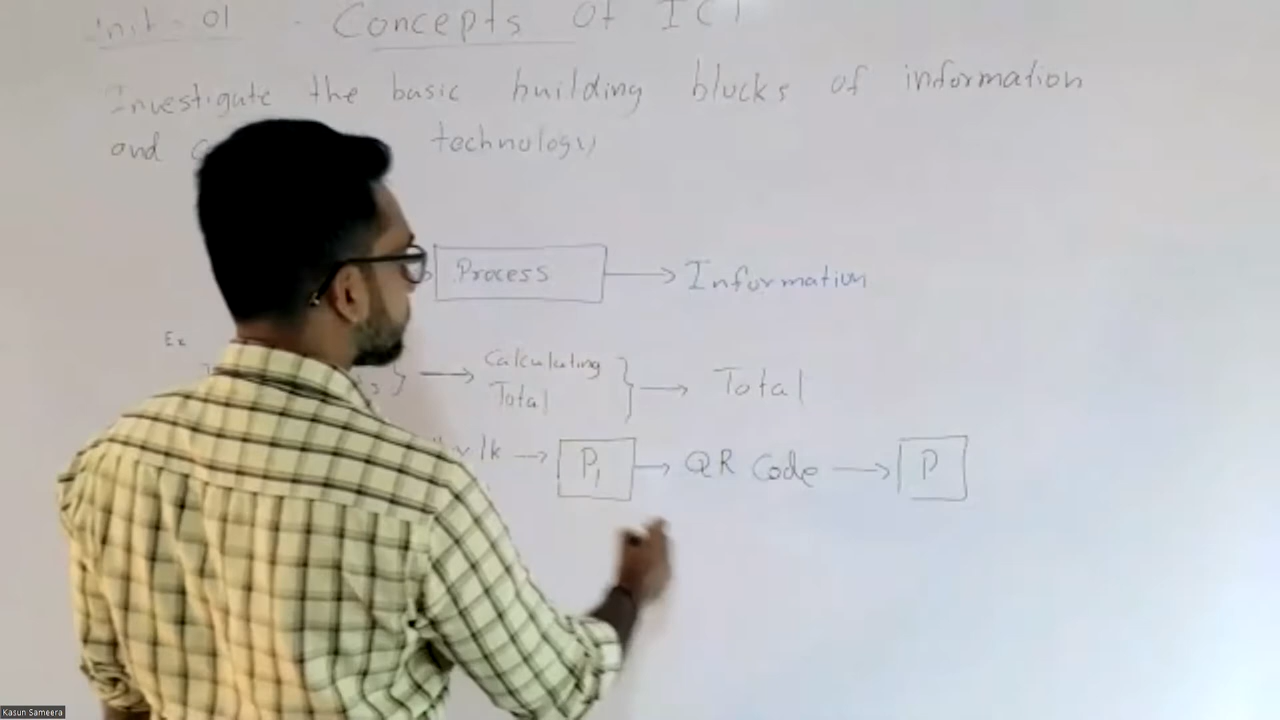 Unit - 01 - Concepts Of ICT
Investigate the basic building blocks of information
and technology
Process → Information
Ex
} → Calculating Total } → Total
lk → P₁ → QR Code → P
Kasun Sameera